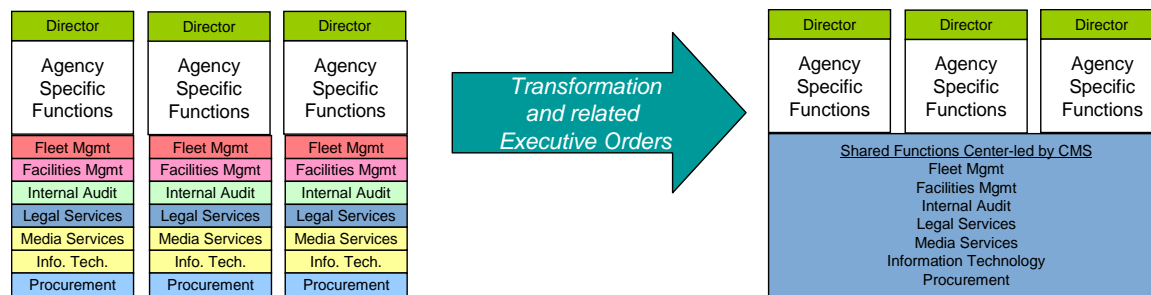 Director
Agency
Specific
Functions
Fleet Mgmt
Facilities Mgmt
Internal Audit
Legal Services
Media Services
Info. Tech.
Procurement
Director
Agency
Specific
Functions
Fleet Mgmt
Facilities Mgmt
Internal Audit
Legal Services
Media Services
Info. Tech.
Procurement
Director
Agency
Specific
Functions
Fleet Mgmt
Facilities Mgmt
Internal Audit
Legal Services
Media Services
Info. Tech.
Procurement
Transformation
and related
Executive Orders
Director
Agency
Specific
Functions
Director
Agency
Specific
Functions
Director
Agency
Specific
Functions
Shared Functions Center-led by CMS
Fleet Mgmt
Facilities Mgmt
Internal Audit
Legal Services
Media Services
Information Technology
Procurement